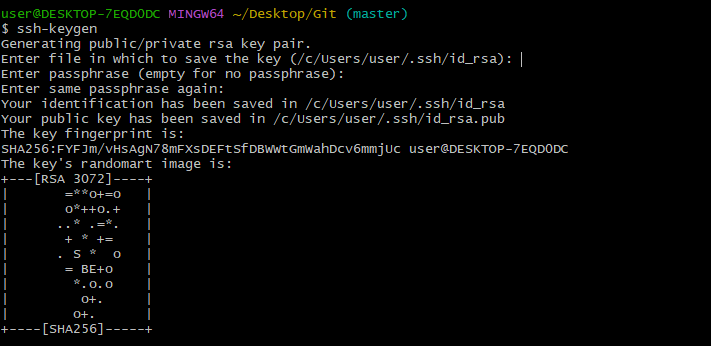 user@DESKTOP-7EQD0DC MINGW64 ~/Desktop/Git (master)
$ ssh-keygen
Generating public/private rsa key pair.
Enter file in which to save the key (/c/Users/user/.ssh/id_rsa):
Enter passphrase (empty for no passphrase):
Enter same passphrase again:
Your identification has been saved in /c/Users/user/.ssh/id_rsa
Your public key has been saved in /c/Users/user/.ssh/id_rsa.pub
The key fingerprint is:
SHA256:FYFJm/vHsAgN78mFXsDEFtSfDBWWtGmWahDcv6mmjUc user@DESKTOP-7EQD0DC
The key's randomart image is:
+---[RSA 3072]----+
|       =**o+=o   |
|       o*++o.+   |
|      ..* .=*.   |
|       + * +=    |
|      . S *  o   |
|       = BE+o    |
|        *.o.o    |
|         o+.     |
|        o+.      |
+----[SHA256]-----+